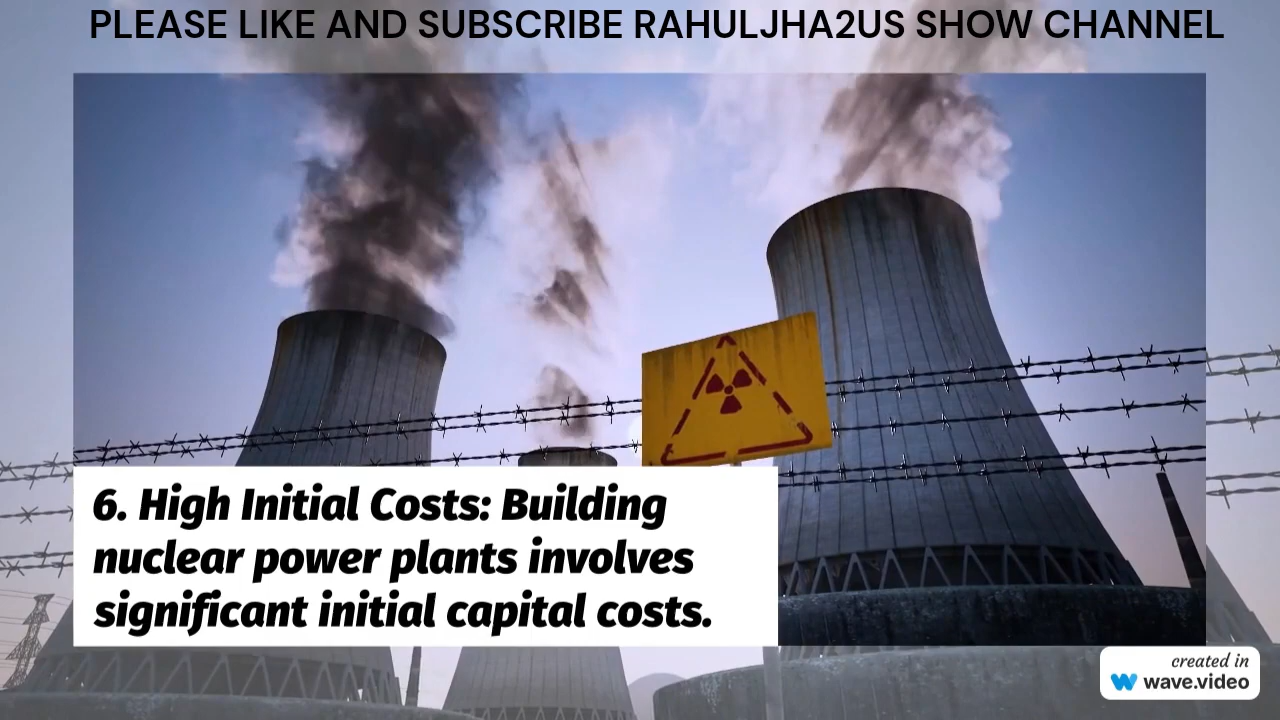 PLEASE LIKE AND SUBSCRIBE RAHULJHA2US SHOW CHANNEL
6. High Initial Costs: Building
nuclear power plants involves
significant initial capital costs.
created in
wave.video